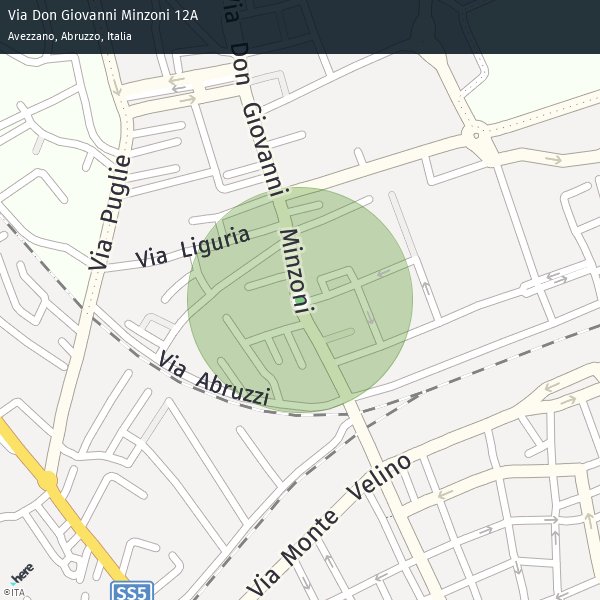 Via Don Giovanni Minzoni 12A
Avezzano, Abruzzo, Italia
Via Don Giovanni Minzoni
Via Puglie
Via Liguria
Via Abruzzi
Via Monte Velino
SS5
here
©ITA